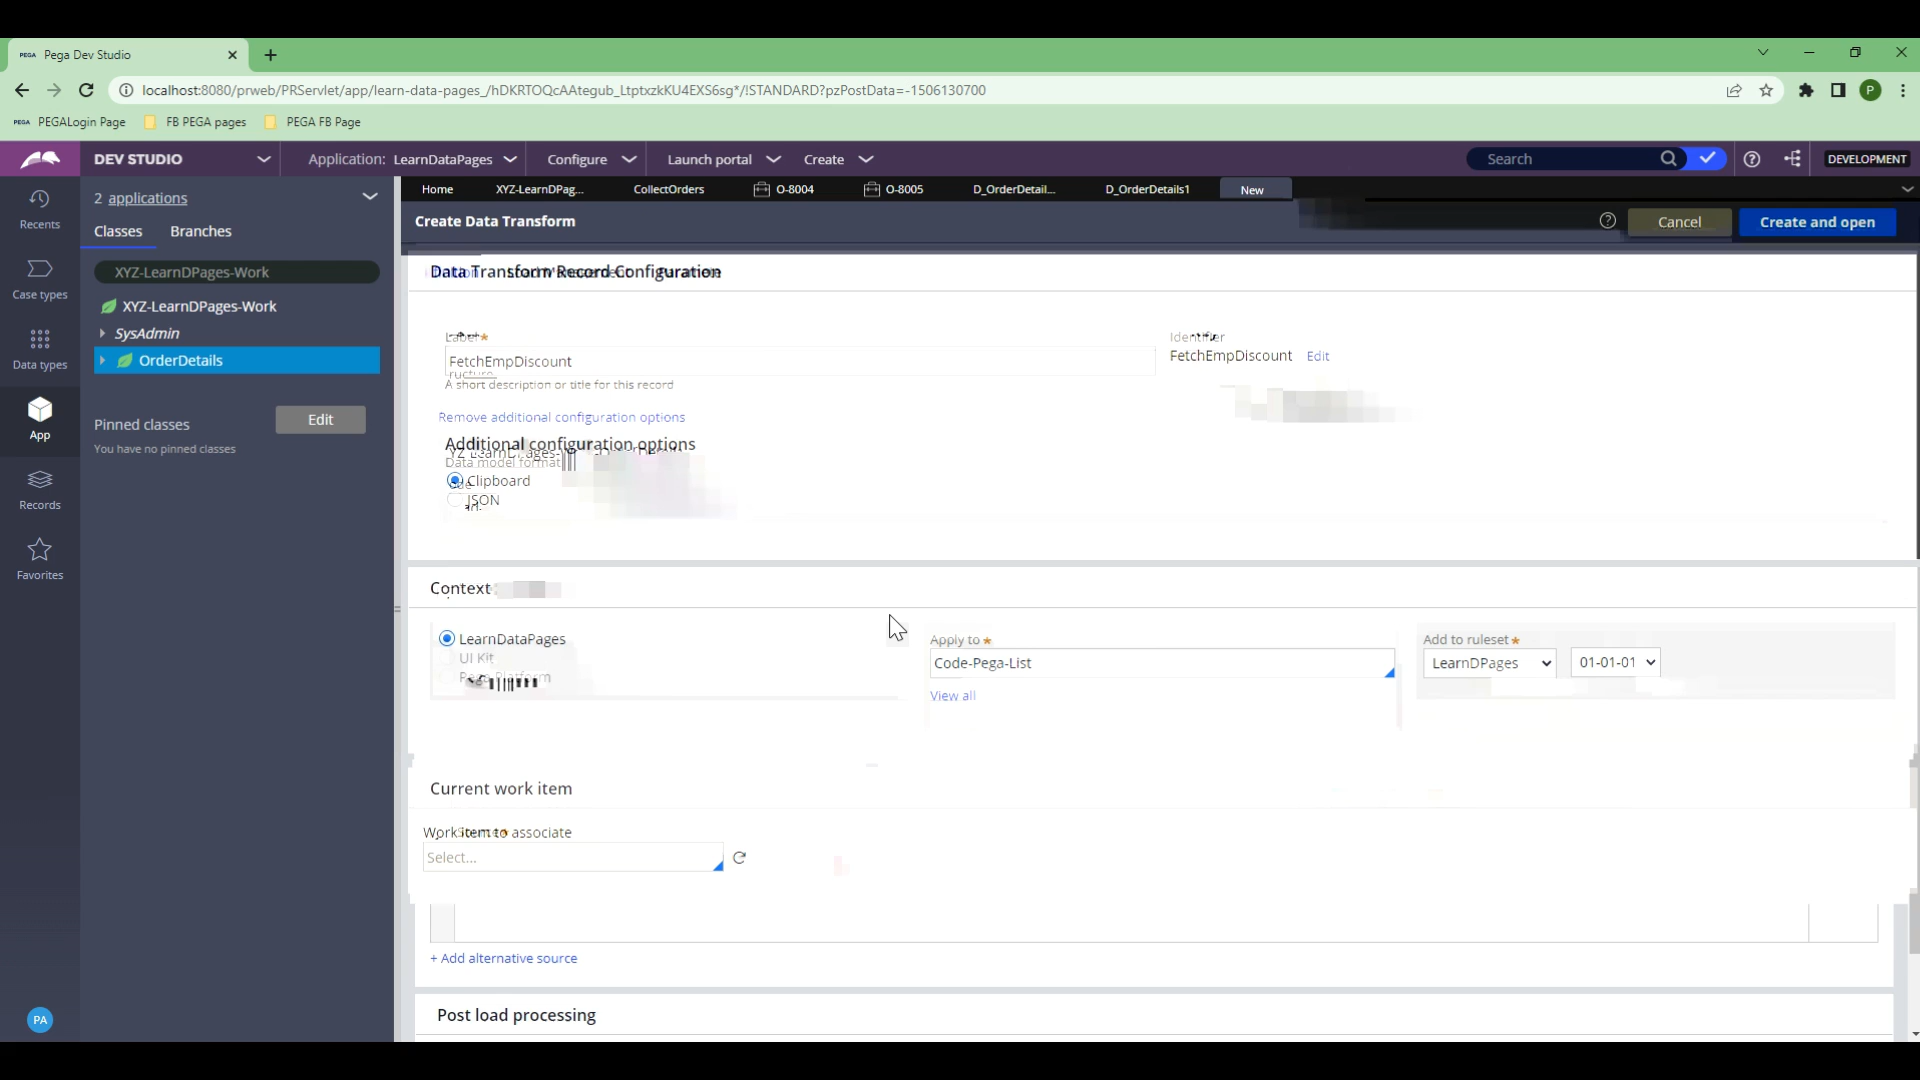 PEGA Pega Dev Studio
localhost:8080/prweb/PRServlet/app/learn-data-pages_/hDKRTOQcAAtegub_LtptxzkKU4EXS6sg*/!STANDARD?pzPostData=-1506130700
P
PEGA PEGALogin Page FB PEGA pages PEGA FB Page
DEV STUDIO Application: LearnDataPages Configure Launch portal Create Search DEVELOPMENT
Home XYZ-LearnDPag... CollectOrders O-8004 O-8005 D_OrderDetail... D_OrderDetails1 New
Recents
Case types
Data types
App
Records
Favorites
PA
2 applications
Classes Branches
XYZ-LearnDPages-Work
XYZ-LearnDPages-Work
SysAdmin
OrderDetails
Pinned classes Edit
You have no pinned classes
Create Data Transform Cancel Create and open
Data Transform Record Configuration
Label* Identifier
FetchEmpDiscount FetchEmpDiscount Edit
A short description or title for this record
Remove additional configuration options
Additional configuration options
Data model format
Clipboard
JSON
Context
LearnDataPages
UI Kit
Pega Platform
Apply to *
Code-Pega-List
View all
Add to ruleset *
LearnDPages 01-01-01
Current work item
Work item to associate
Select...
+ Add alternative source
Post load processing